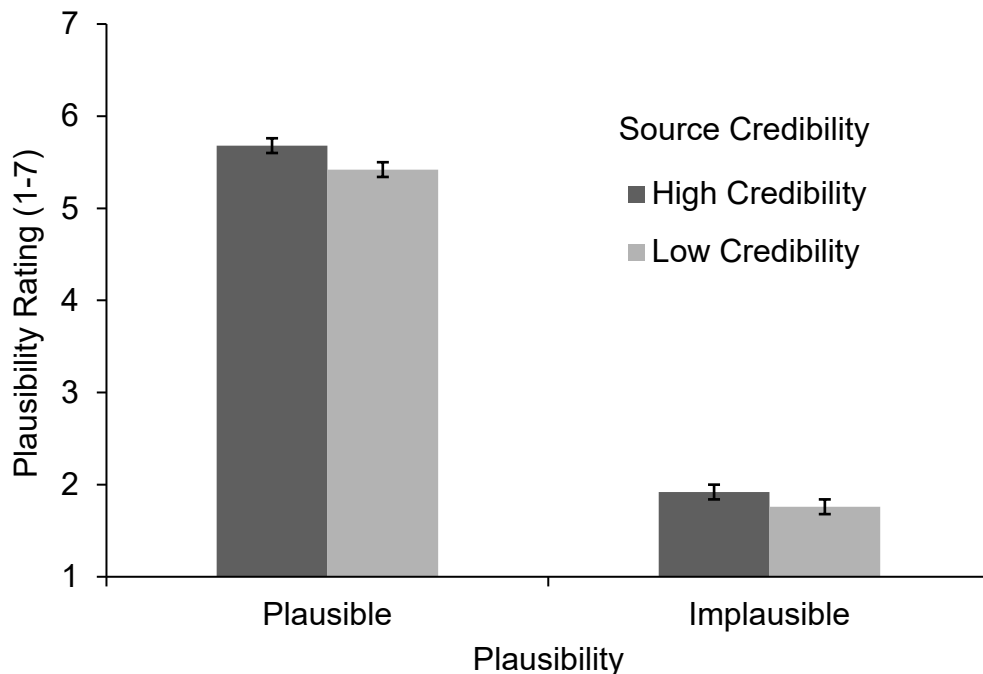 Plausibility Rating (1-7)
7
6
5
4
3
2
1
Source Credibility
High Credibility
Low Credibility
Plausible
Implausible
Plausibility